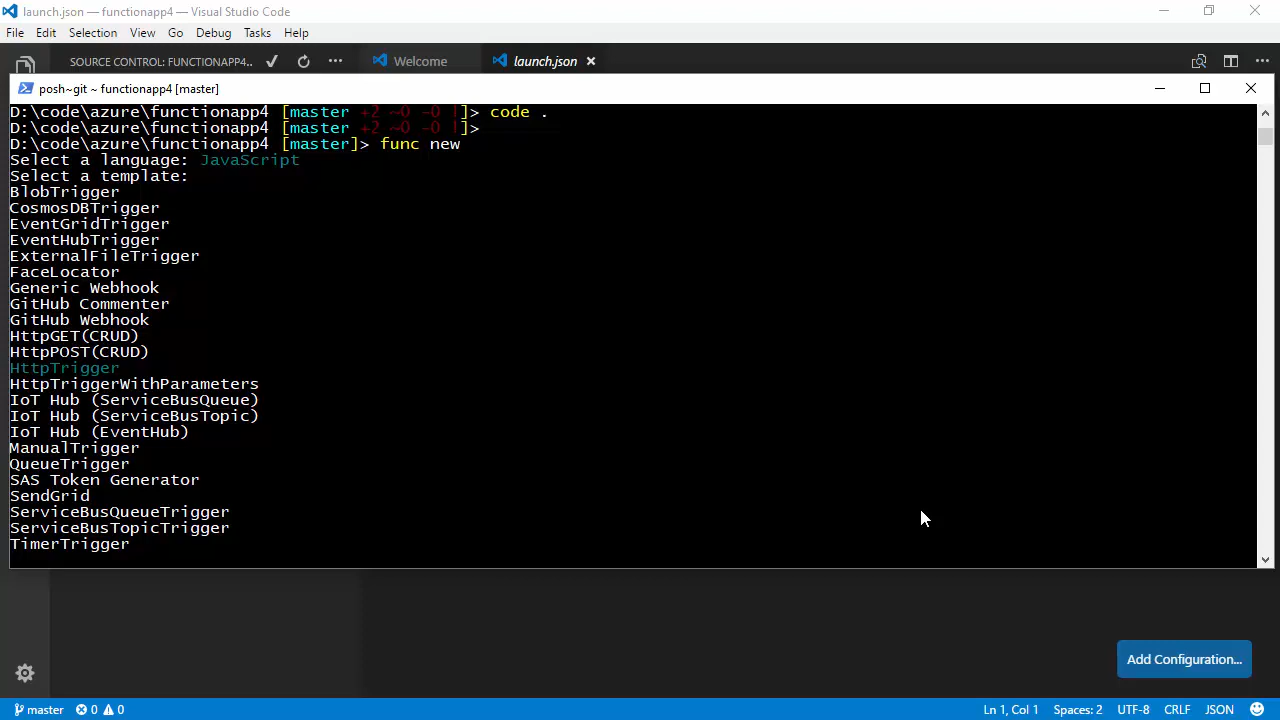 launch.json — functionapp4 — Visual Studio Code
File Edit Selection View Go Debug Tasks Help
SOURCE CONTROL: FUNCTIONAPP4.. Welcome launch.json
posh~git ~ functionapp4 [master]
D:\code\azure\functionapp4 [master +2 ~0 -0 !]> code .
D:\code\azure\functionapp4 [master +2 ~0 -0 !]>
D:\code\azure\functionapp4 [master]> func new
Select a language: JavaScript
Select a template:
BlobTrigger
CosmosDBTrigger
EventGridTrigger
EventHubTrigger
ExternalFileTrigger
FaceLocator
Generic Webhook
GitHub Commenter
GitHub Webhook
HttpGET(CRUD)
HttpPOST(CRUD)
HttpTrigger
HttpTriggerWithParameters
IoT Hub (ServiceBusQueue)
IoT Hub (ServiceBusTopic)
IoT Hub (EventHub)
ManualTrigger
QueueTrigger
SAS Token Generator
SendGrid
ServiceBusQueueTrigger
ServiceBusTopicTrigger
TimerTrigger
Add Configuration...
master 0 0 Ln 1, Col 1 Spaces: 2 UTF-8 CRLF JSON